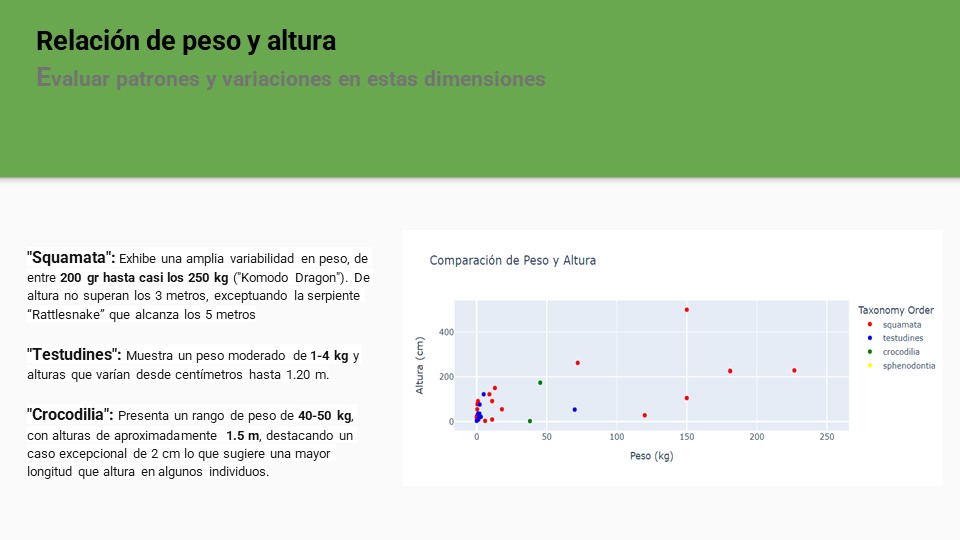 Relación de peso y altura
Evaluar patrones y variaciones en estas dimensiones
"Squamata": Exhibe una amplia variabilidad en peso, de
entre 200 gr hasta casi los 250 kg ("Komodo Dragon"). De
altura no superan los 3 metros, exceptuando la serpiente
“Rattlesnake” que alcanza los 5 metros
"Testudines": Muestra un peso moderado de 1-4 kg y
alturas que varían desde centímetros hasta 1.20 m.
"Crocodilia": Presenta un rango de peso de 40-50 kg,
con alturas de aproximadamente 1.5 m, destacando un
caso excepcional de 2 cm lo que sugiere una mayor
longitud que altura en algunos individuos.
Comparación de Peso y Altura
Altura (cm)
400
200
0
0 50 100 150 200 250
Peso (kg)
Taxonomy Order
squamata
testudines
crocodilia
sphenodontia